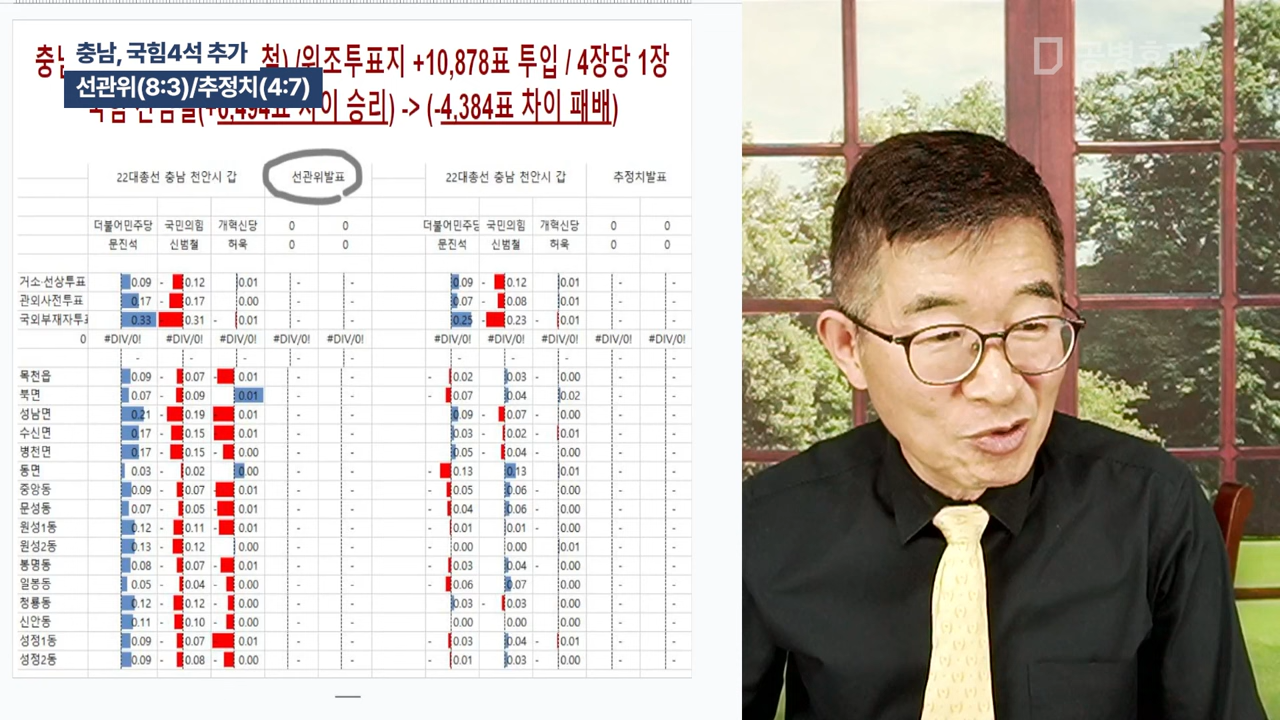 충남, 국힘4석 추가
선관위(8:3)/추정치(4:7)
철) /위조투표지 +10,878표 투입 / 4장당 1장
차이 승리) -> (-4,384표 차이 패배)
공병호TV
22대총선 충남 천안시 갑 선관위발표 22대총선 충남 천안시 갑 추정치발표
더불어민주당 국민의힘 개혁신당 0 0 더불어민주당 국민의힘 개혁신당 0 0
문진석 신범철 허욱 0 0 문진석 신범철 허욱 0 0
거소·선상투표 0.09 - 0.12 0.01 - - 0.09 - 0.12 0.01 - -
관외사전투표 0.17 - 0.17 0.00 - - 0.07 - 0.08 0.01 - -
국외부재자투표 0.33 - 0.31 - 0.01 - - 0.25 - 0.23 - 0.01 - -
0 #DIV/0! #DIV/0! #DIV/0! #DIV/0! #DIV/0! #DIV/0! #DIV/0! #DIV/0! #DIV/0! #DIV/0!
- - - - - - - - - -
목천읍 0.09 - 0.07 - 0.01 - - - 0.02 0.03 - 0.00 - -
북면 0.07 - 0.09 0.01 - - - 0.07 0.04 0.02 - -
성남면 0.21 - 0.19 - 0.01 - - 0.09 - 0.07 - 0.01 - -
수신면 0.17 - 0.15 - 0.01 - - 0.03 - 0.02 - 0.01 - -
병천면 0.17 - 0.15 - 0.00 - - 0.05 - 0.04 - 0.00 - -
동면 0.03 - 0.02 0.00 - - - 0.13 0.13 0.01 - -
중앙동 0.09 - 0.07 - 0.01 - - - 0.05 0.06 - 0.00 - -
문성동 0.07 - 0.05 - 0.01 - - - 0.04 0.06 - 0.00 - -
원성1동 0.12 - 0.11 - 0.01 - - - 0.01 0.01 - 0.00 - -
원성2동 0.13 - 0.12 0.00 - - 0.00 - 0.00 0.01 - -
봉명동 0.08 - 0.07 - 0.01 - - - 0.03 0.04 - 0.00 - -
일봉동 0.05 - 0.04 - 0.00 - - - 0.06 0.07 - 0.00 - -
청룡동 0.12 - 0.12 - 0.00 - - 0.03 - 0.03 0.00 - -
신안동 0.11 - 0.10 - 0.00 - - 0.00 0.00 - 0.00 - -
성정1동 0.09 - 0.07 - 0.01 - - - 0.03 0.04 - 0.01 - -
성정2동 0.09 - 0.08 - 0.00 - - - 0.01 0.03 - 0.00 - -